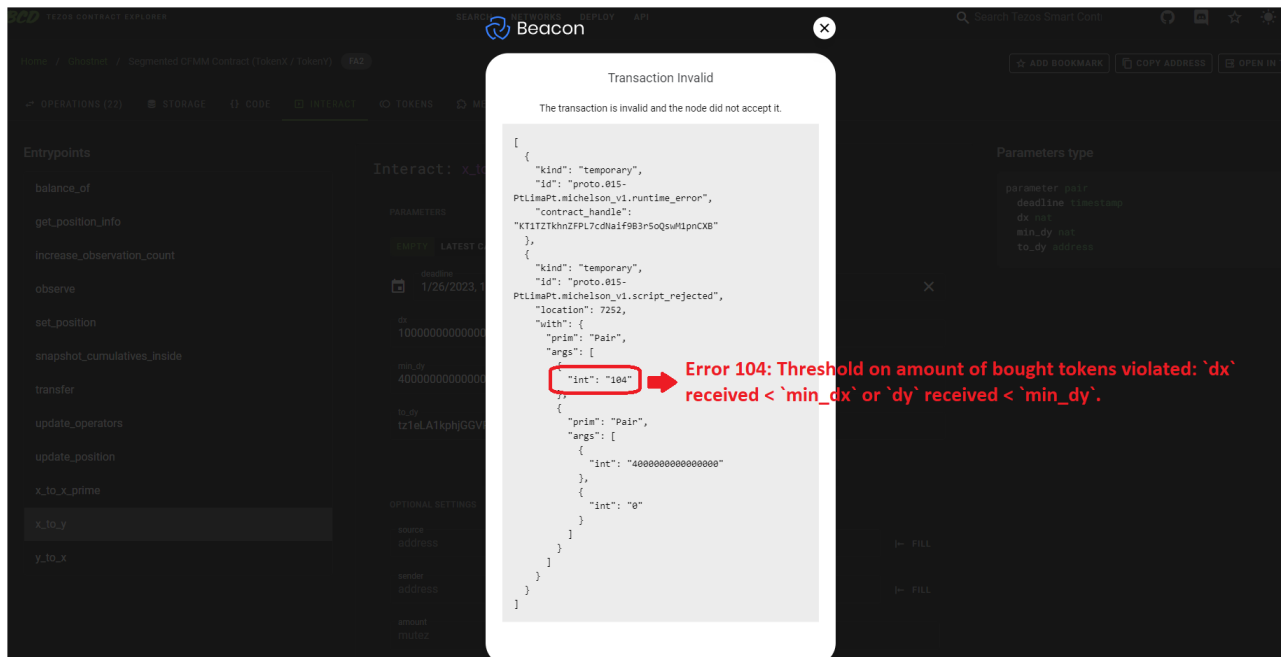 BCD TEZOS CONTRACT EXPLORER
SEARCH NETWORKS DEPLOY API
Search Tezos Smart Conti
Beacon
Home / Ghostnet / Segmented CFMM Contract (TokenX / TokenY) FA2
ADD BOOKMARK COPY ADDRESS OPEN IN
OPERATIONS (22) STORAGE {} CODE INTERACT TOKENS ME
Transaction Invalid
The transaction is invalid and the node did not accept it.
Entrypoints
balance_of
get_position_info
increase_observation_count
observe
set_position
snapshot_cumulatives_inside
transfer
update_operators
update_position
x_to_x_prime
x_to_y
y_to_x
Interact:
PARAMETERS
EMPTY LATEST C
deadline
1/26/2023, 1
dx
10000000000000
min_dy
40000000000000
to_dy
tz1eLA1kphjGGV
OPTIONAL SETTINGS
source
address
FILL
sender
address
FILL
amount
mutez
[
{
"kind": "temporary",
"id": "proto.015-
PtLimaPt.michelson_v1.runtime_error",
"contract_handle":
"KT1TZTkhnZFPL7cdNaif9B3r5oQswM1pnCXB"
},
{
"kind": "temporary",
"id": "proto.015-
PtLimaPt.michelson_v1.script_rejected",
"location": 7252,
"with": {
"prim": "Pair",
"args": [
{
"int": "104"
},
{
"prim": "Pair",
"args": [
{
"int": "4000000000000000"
},
{
"int": "0"
}
]
}
]
}
}
]
Error 104: Threshold on amount of bought tokens violated: `dx`
received < `min_dx` or `dy` received < `min_dy`.
Parameters type
parameter pair
deadline timestamp
dx nat
min_dy nat
to_dy address